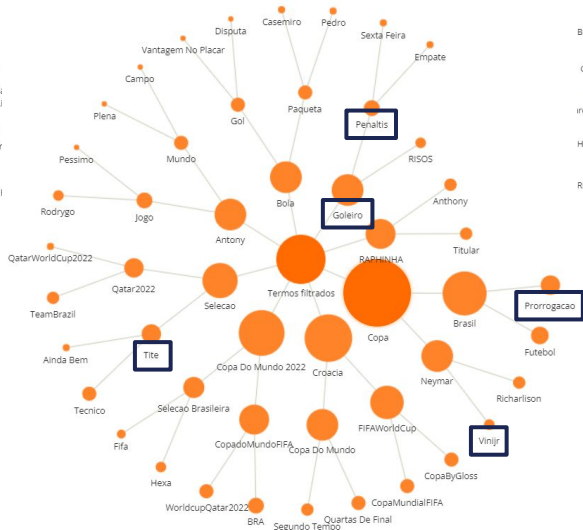 Casemiro
Pedro
Disputa
Sexta Feira
Vantagem No Placar
Empate
Campo
Paqueta
Gol
Penaltis
Plena
Mundo
RISOS
Pessimo
Bola
Anthony
Goleiro
Rodrygo
Jogo
Antony
Titular
RAPHINHA
QatarWorldCup2022
Qatar2022
Selecao
Termos filtrados
Prorrogacao
TeamBrazil
Brasil
Copa
Futebol
Ainda Bem
Tite
Copa Do Mundo 2022
Croacia
Neymar
Richarlison
Tecnico
Selecao Brasileira
FIFAWorldCup
Vinijr
Fifa
CopadoMundoFIFA
Copa Do Mundo
CopaByGloss
Hexa
WorldcupQatar2022
CopaMundialFIFA
BRA
Quartas De Final
Segundo Tempo